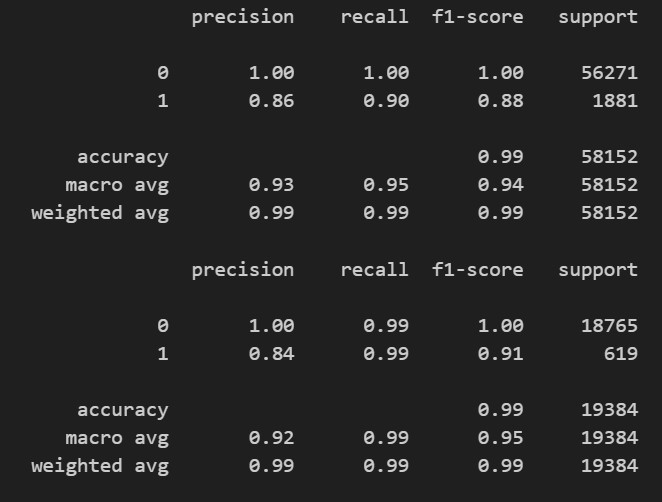 precision recall f1-score support
0 1.00 1.00 1.00 56271
1 0.86 0.90 0.88 1881
accuracy 0.99 58152
macro avg 0.93 0.95 0.94 58152
weighted avg 0.99 0.99 0.99 58152
precision recall f1-score support
0 1.00 0.99 1.00 18765
1 0.84 0.99 0.91 619
accuracy 0.99 19384
macro avg 0.92 0.99 0.95 19384
weighted avg 0.99 0.99 0.99 19384